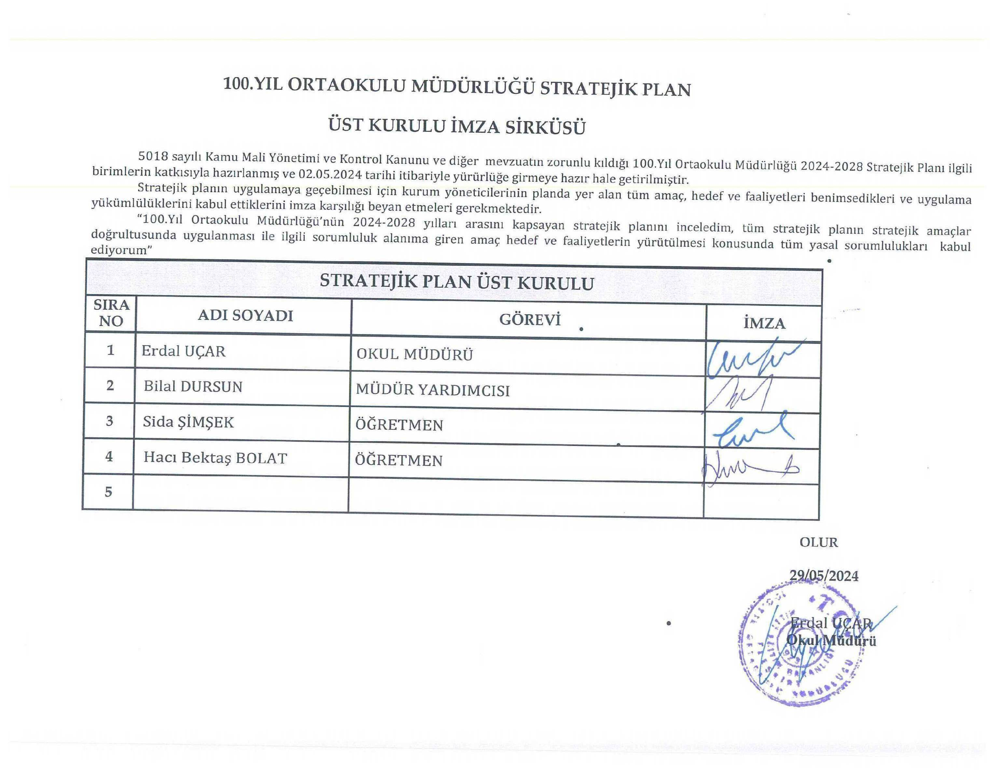 100.YIL ORTAOKULU MÜDÜRLÜĞÜ STRATEJİK PLAN
ÜST KURULU İMZA SİRKÜSÜ
5018 sayılı Kamu Mali Yönetimi ve Kontrol Kanunu ve diğer mevzuatın zorunlu kıldığı 100.Yıl Ortaokulu Müdürlüğü 2024-2028 Stratejik Planı ilgili
birimlerin katkısıyla hazırlanmış ve 02.05.2024 tarihi itibariyle yürürlüğe girmeye hazır hale getirilmiştir.
Stratejik planın uygulamaya geçebilmesi için kurum yöneticilerinin planda yer alan tüm amaç, hedef ve faaliyetleri benimsedikleri ve uygulama
yükümlülüklerini kabul ettiklerini imza karşılığı beyan etmeleri gerekmektedir.
“100.Yıl Ortaokulu Müdürlüğü’nün 2024-2028 yılları arasını kapsayan stratejik planını inceledim, tüm stratejik planın stratejik amaçlar
doğrultusunda uygulanması ile ilgili sorumluluk alanıma giren amaç hedef ve faaliyetlerin yürütülmesi konusunda tüm yasal sorumlulukları kabul
ediyorum”
STRATEJİK PLAN ÜST KURULU
SIRA NO ADI SOYADI GÖREVİ İMZA
1 Erdal UÇAR OKUL MÜDÜRÜ
2 Bilal DURSUN MÜDÜR YARDIMCISI
3 Sida ŞİMŞEK ÖĞRETMEN
4 Hacı Bektaş BOLAT ÖĞRETMEN
5
OLUR
29/05/2024
Erdal UÇAR
Okul Müdürü
T.C.
BAKANLIĞI